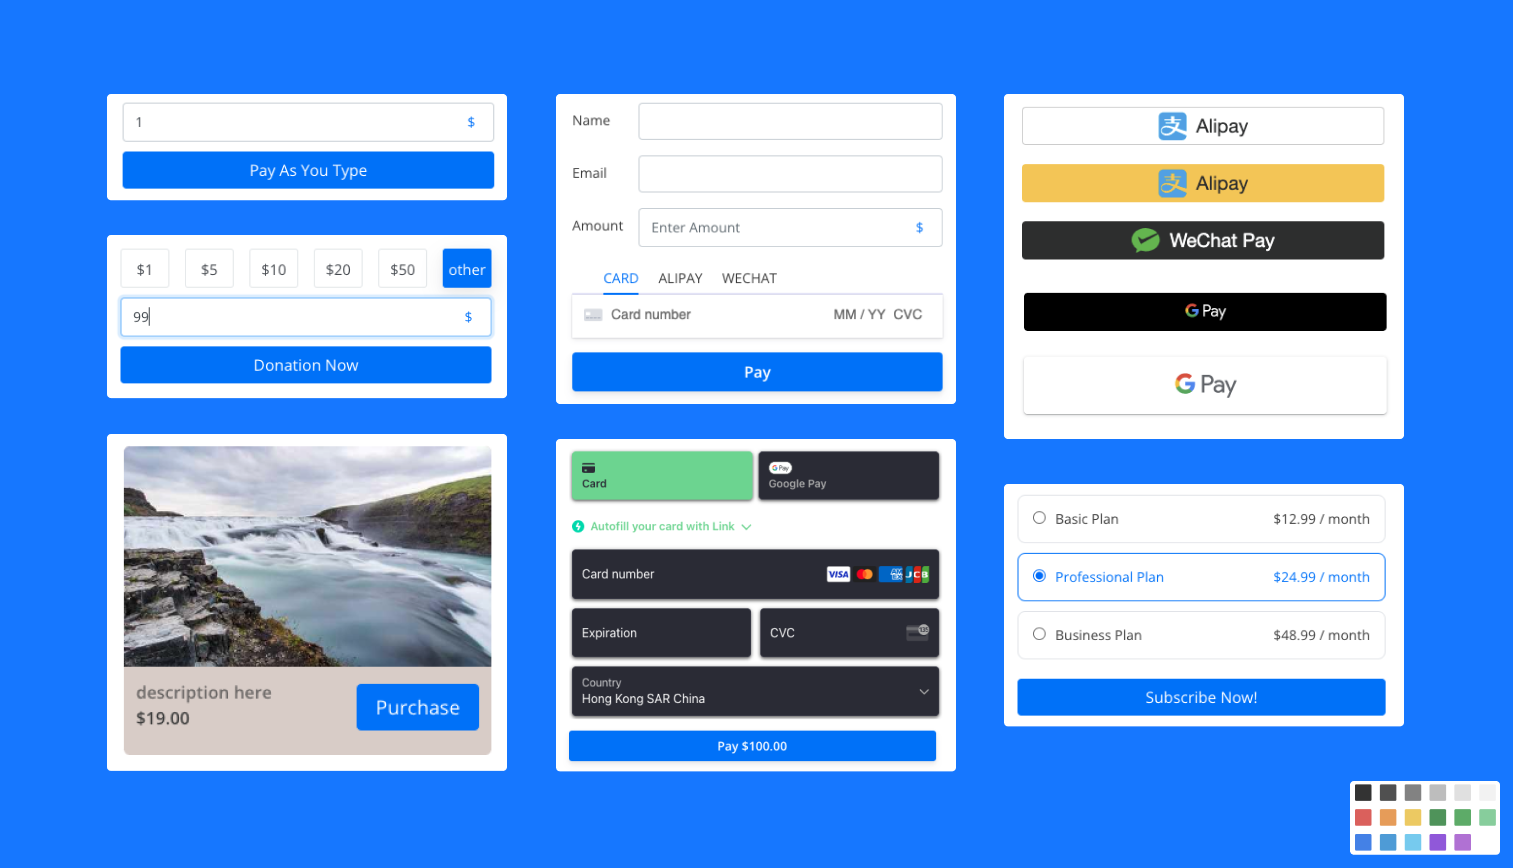 1 $
Pay As You Type
$1 $5 $10 $20 $50 other
99 $
Donation Now
description here
$19.00
Purchase
Name
Email
Amount Enter Amount $
CARD ALIPAY WECHAT
Card number MM / YY CVC
Pay
Card
G Pay
Google Pay
Autofill your card with Link
Card number VISA JCB
Expiration
CVC
Country
Hong Kong SAR China
Pay $100.00
支 Alipay
支 Alipay
WeChat Pay
G Pay
G Pay
Basic Plan $12.99 / month
Professional Plan $24.99 / month
Business Plan $48.99 / month
Subscribe Now!